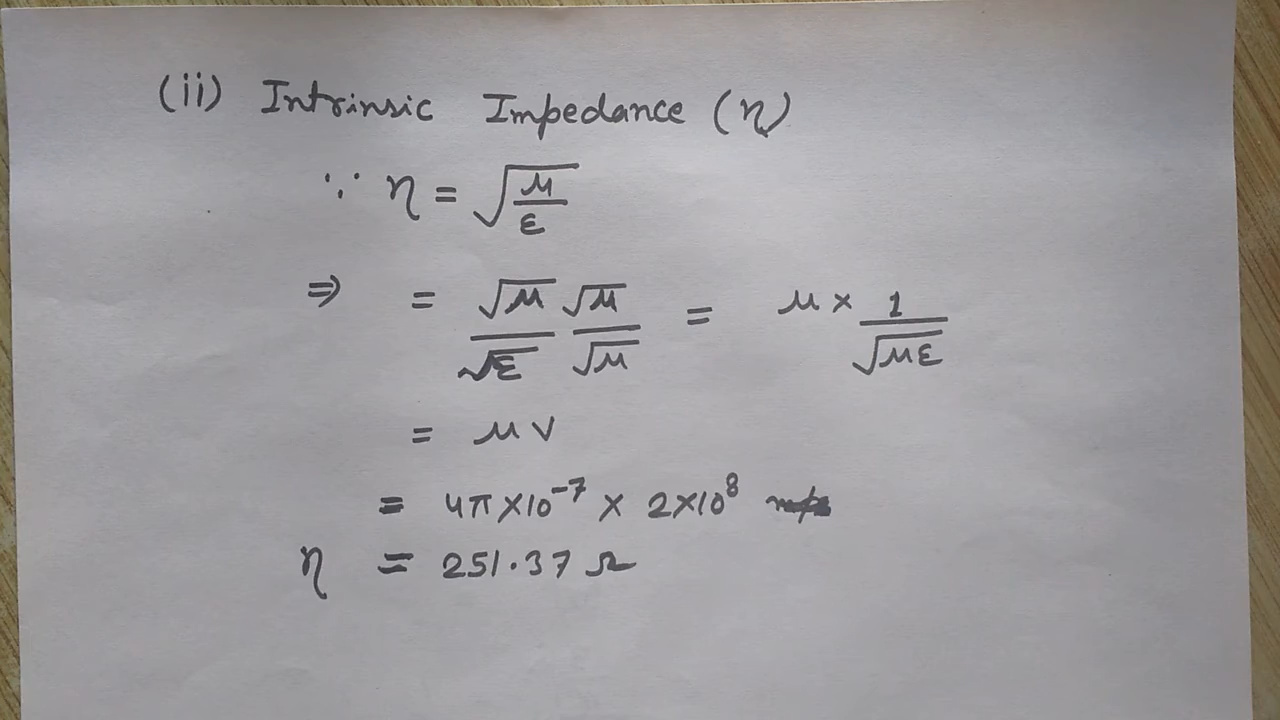 (ii) Intrinsic Impedance (η)
∵ η = √(μ/ε)
⇒ = √μ/√ε √μ/√μ = μ × 1/√με
= μ v
= 4π×10⁻⁷ × 2×10⁸
η = 251.37 Ω